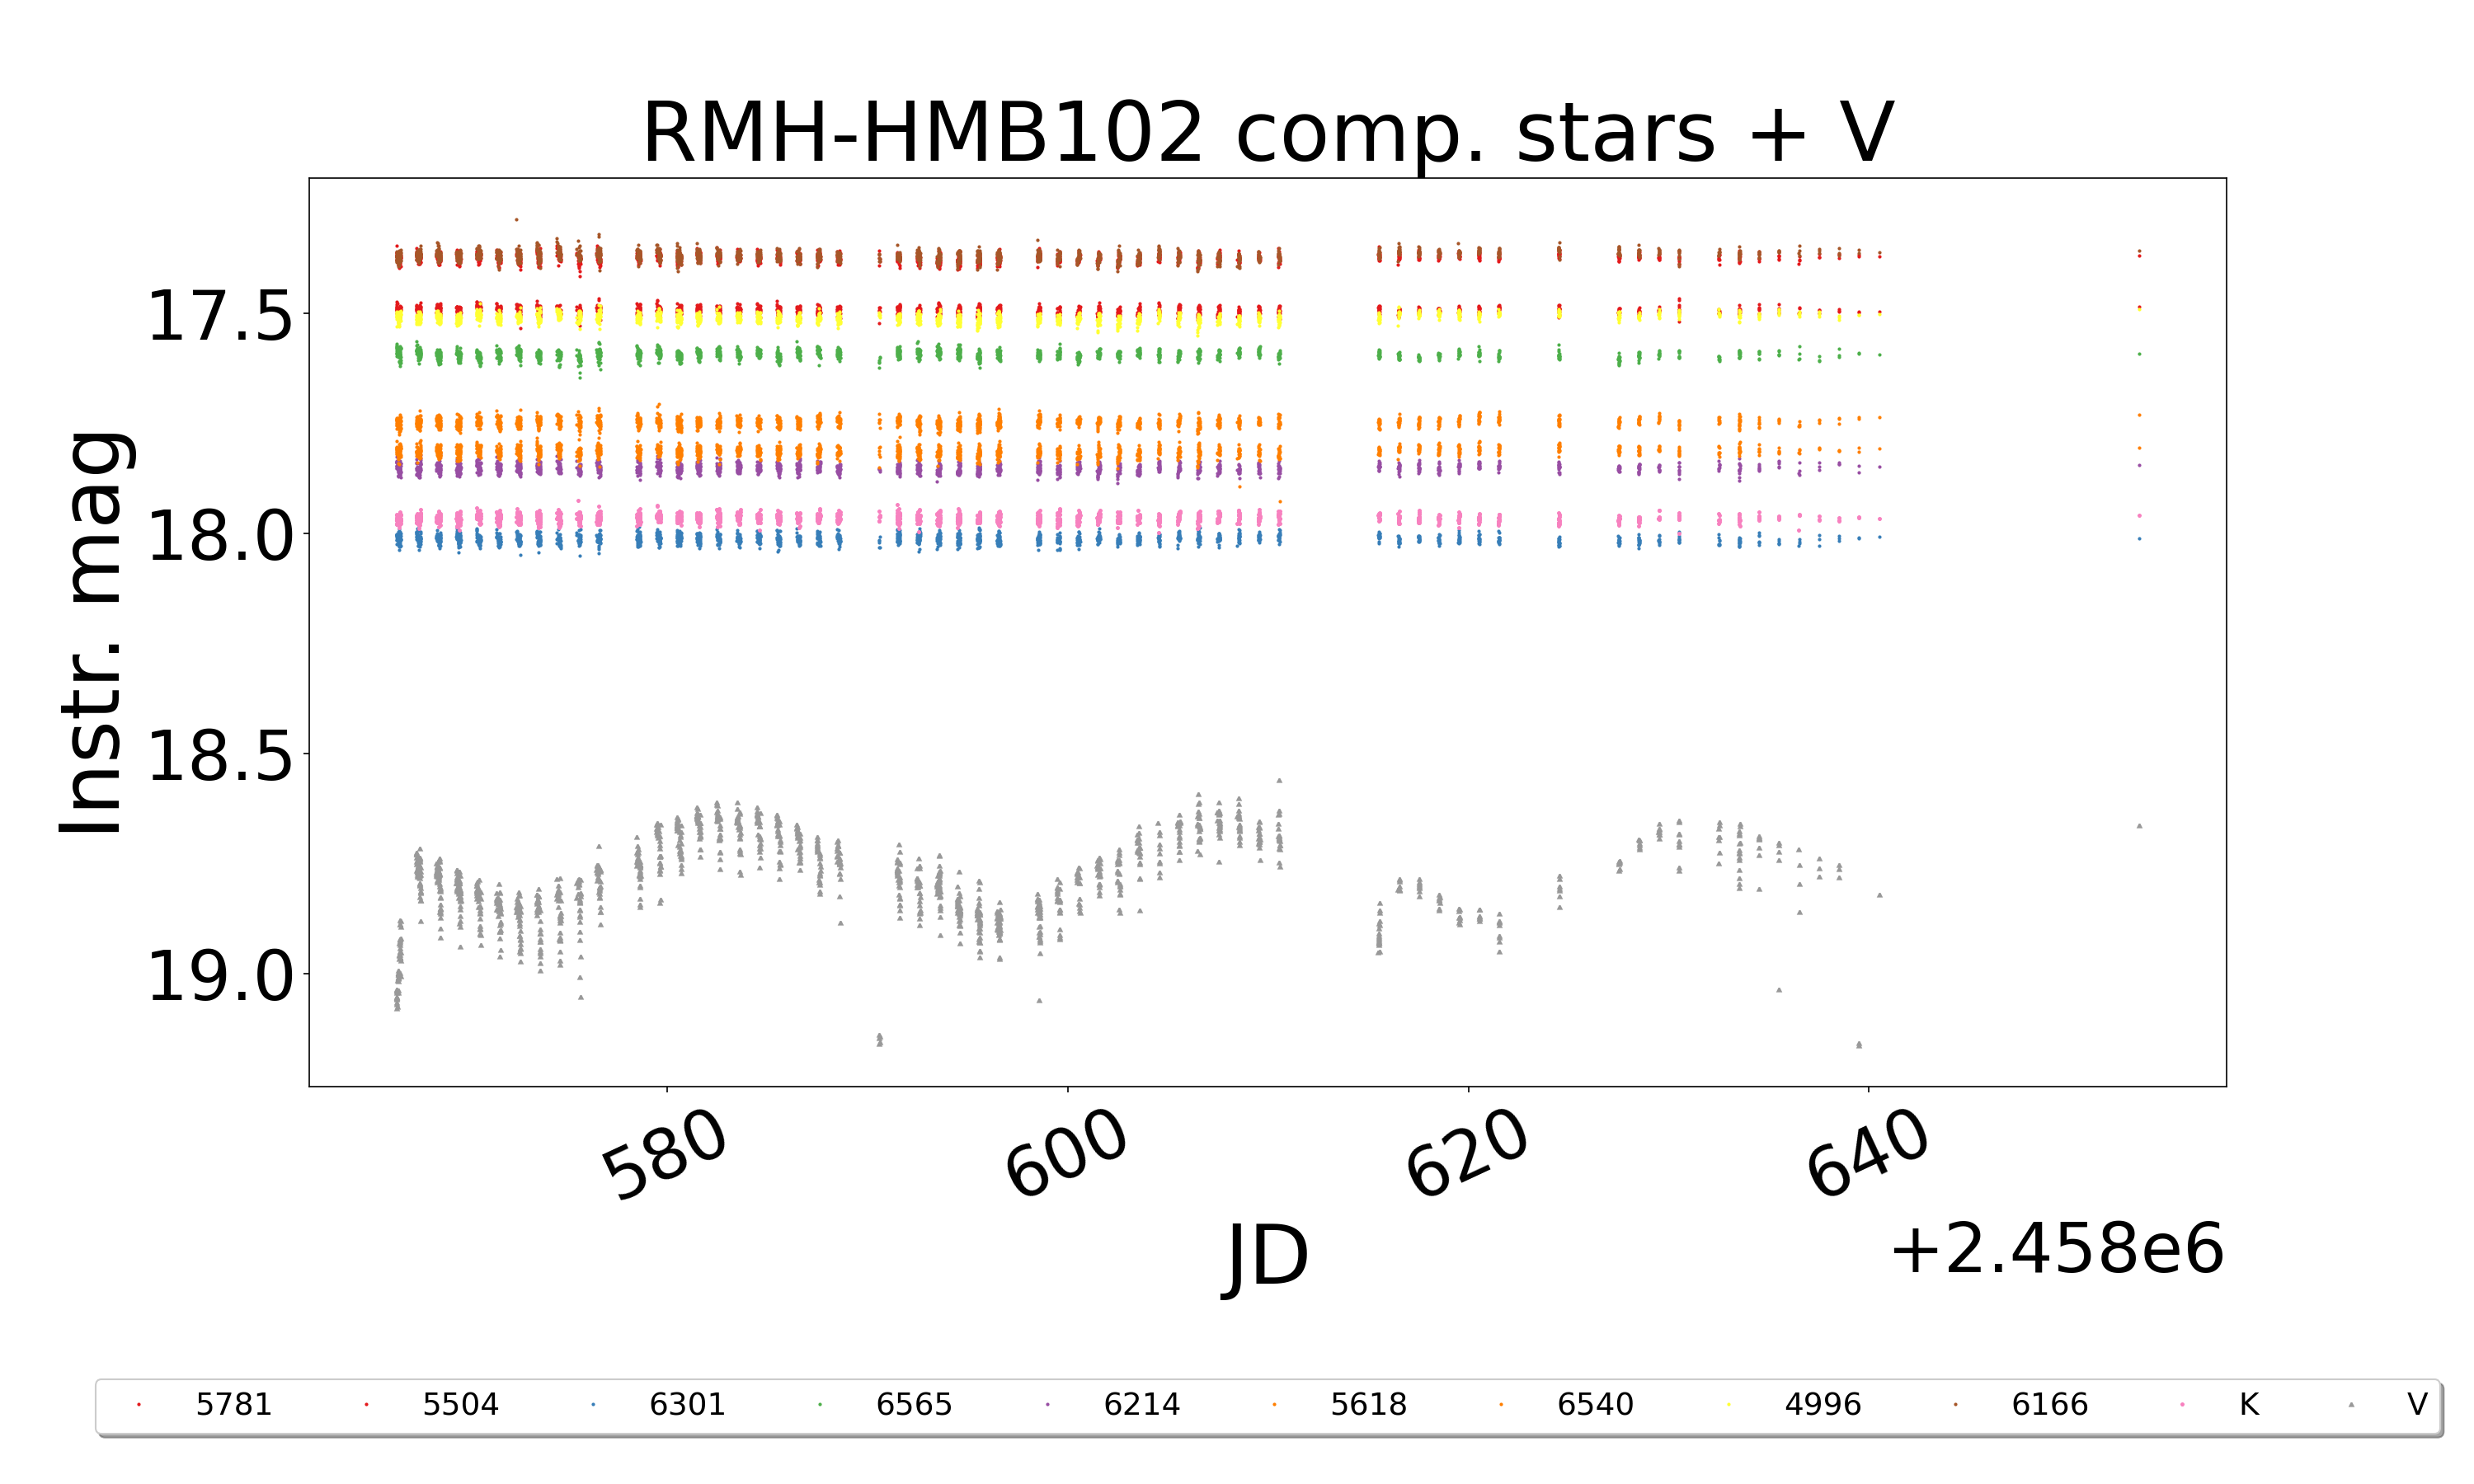 RMH-HMB102 comp. stars + V
Instr. mag
17.5
18.0
18.5
19.0
580 600 620 640
JD
+2.458e6
5781 5504 6301 6565 6214 5618 6540 4996 6166 K V